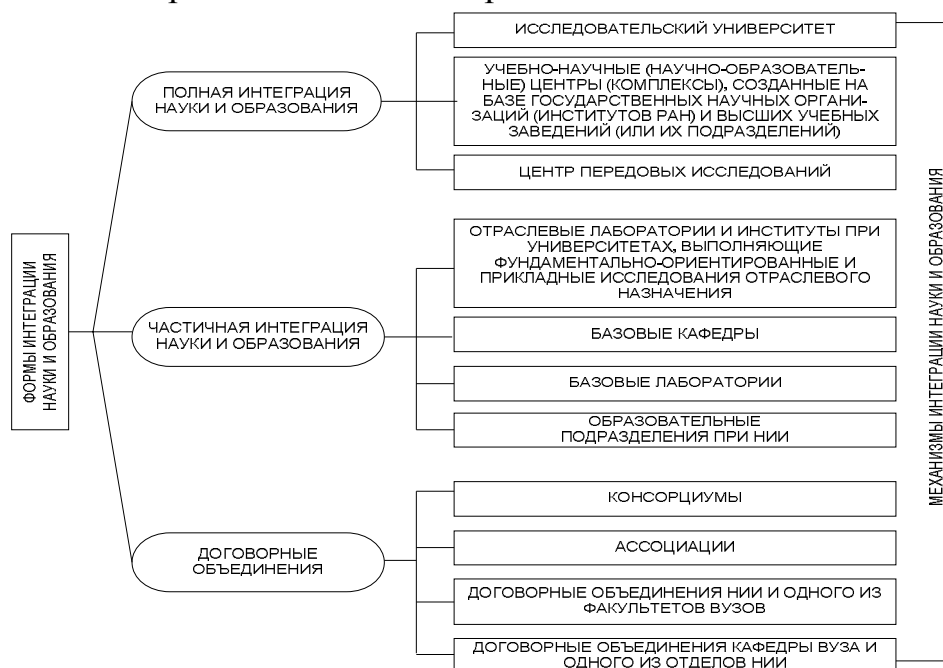 ФОРМЫ ИНТЕГРАЦИИ
НАУКИ И ОБРАЗОВАНИЯ
ПОЛНАЯ ИНТЕГРАЦИЯ
НАУКИ И ОБРАЗОВАНИЯ
ИССЛЕДОВАТЕЛЬСКИЙ УНИВЕРСИТЕТ
УЧЕБНО-НАУЧНЫЕ (НАУЧНО-ОБРАЗОВАТЕЛЬ-
НЫЕ) ЦЕНТРЫ (КОМПЛЕКСЫ), СОЗДАННЫЕ НА
БАЗЕ ГОСУДАРСТВЕННЫХ НАУЧНЫХ ОРГАНИ-
ЗАЦИЙ (ИНСТИТУТОВ РАН) И ВЫСШИХ УЧЕБНЫХ
ЗАВЕДЕНИЙ (ИЛИ ИХ ПОДРАЗДЕЛЕНИЙ)
ЦЕНТР ПЕРЕДОВЫХ ИССЛЕДОВАНИЙ
ЧАСТИЧНАЯ ИНТЕГРАЦИЯ
НАУКИ И ОБРАЗОВАНИЯ
ОТРАСЛЕВЫЕ ЛАБОРАТОРИИ И ИНСТИТУТЫ ПРИ
УНИВЕРСИТЕТАХ, ВЫПОЛНЯЮЩИЕ
ФУНДАМЕНТАЛЬНО-ОРИЕНТИРОВАННЫЕ И
ПРИКЛАДНЫЕ ИССЛЕДОВАНИЯ ОТРАСЛЕВОГО
НАЗНАЧЕНИЯ
БАЗОВЫЕ КАФЕДРЫ
БАЗОВЫЕ ЛАБОРАТОРИИ
ОБРАЗОВАТЕЛЬНЫЕ
ПОДРАЗДЕЛЕНИЯ ПРИ НИИ
ДОГОВОРНЫЕ
ОБЪЕДИНЕНИЯ
КОНСОРЦИУМЫ
АССОЦИАЦИИ
ДОГОВОРНЫЕ ОБЪЕДИНЕНИЯ НИИ И ОДНОГО ИЗ
ФАКУЛЬТЕТОВ ВУЗОВ
ДОГОВОРНЫЕ ОБЪЕДИНЕНИЯ КАФЕДРЫ ВУЗА И
ОДНОГО ИЗ ОТДЕЛОВ НИИ
МЕХАНИЗМЫ ИНТЕГРАЦИИ НАУКИ И ОБРАЗОВАНИЯ